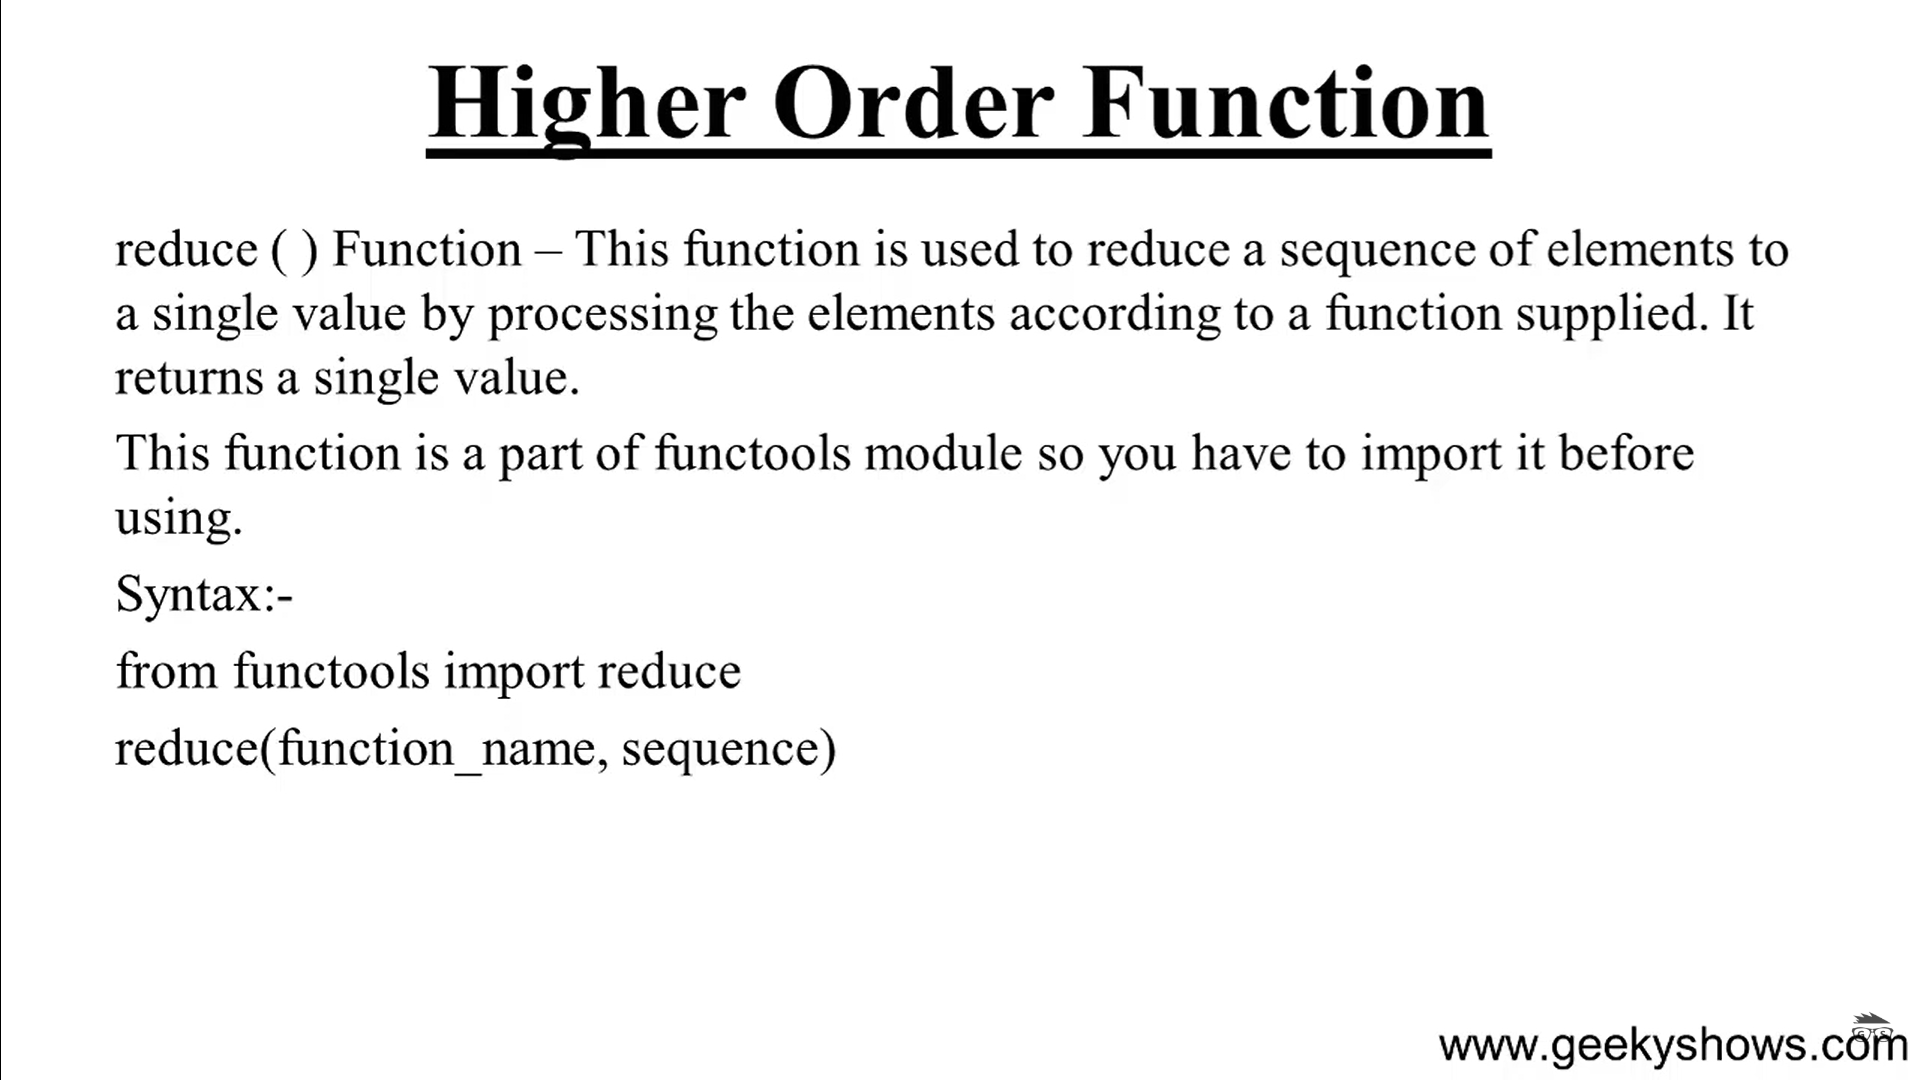 Higher Order Function
reduce ( ) Function – This function is used to reduce a sequence of elements to
a single value by processing the elements according to a function supplied. It
returns a single value.
This function is a part of functools module so you have to import it before
using.
Syntax:-
from functools import reduce
reduce(function_name, sequence)
www.geekyshows.com